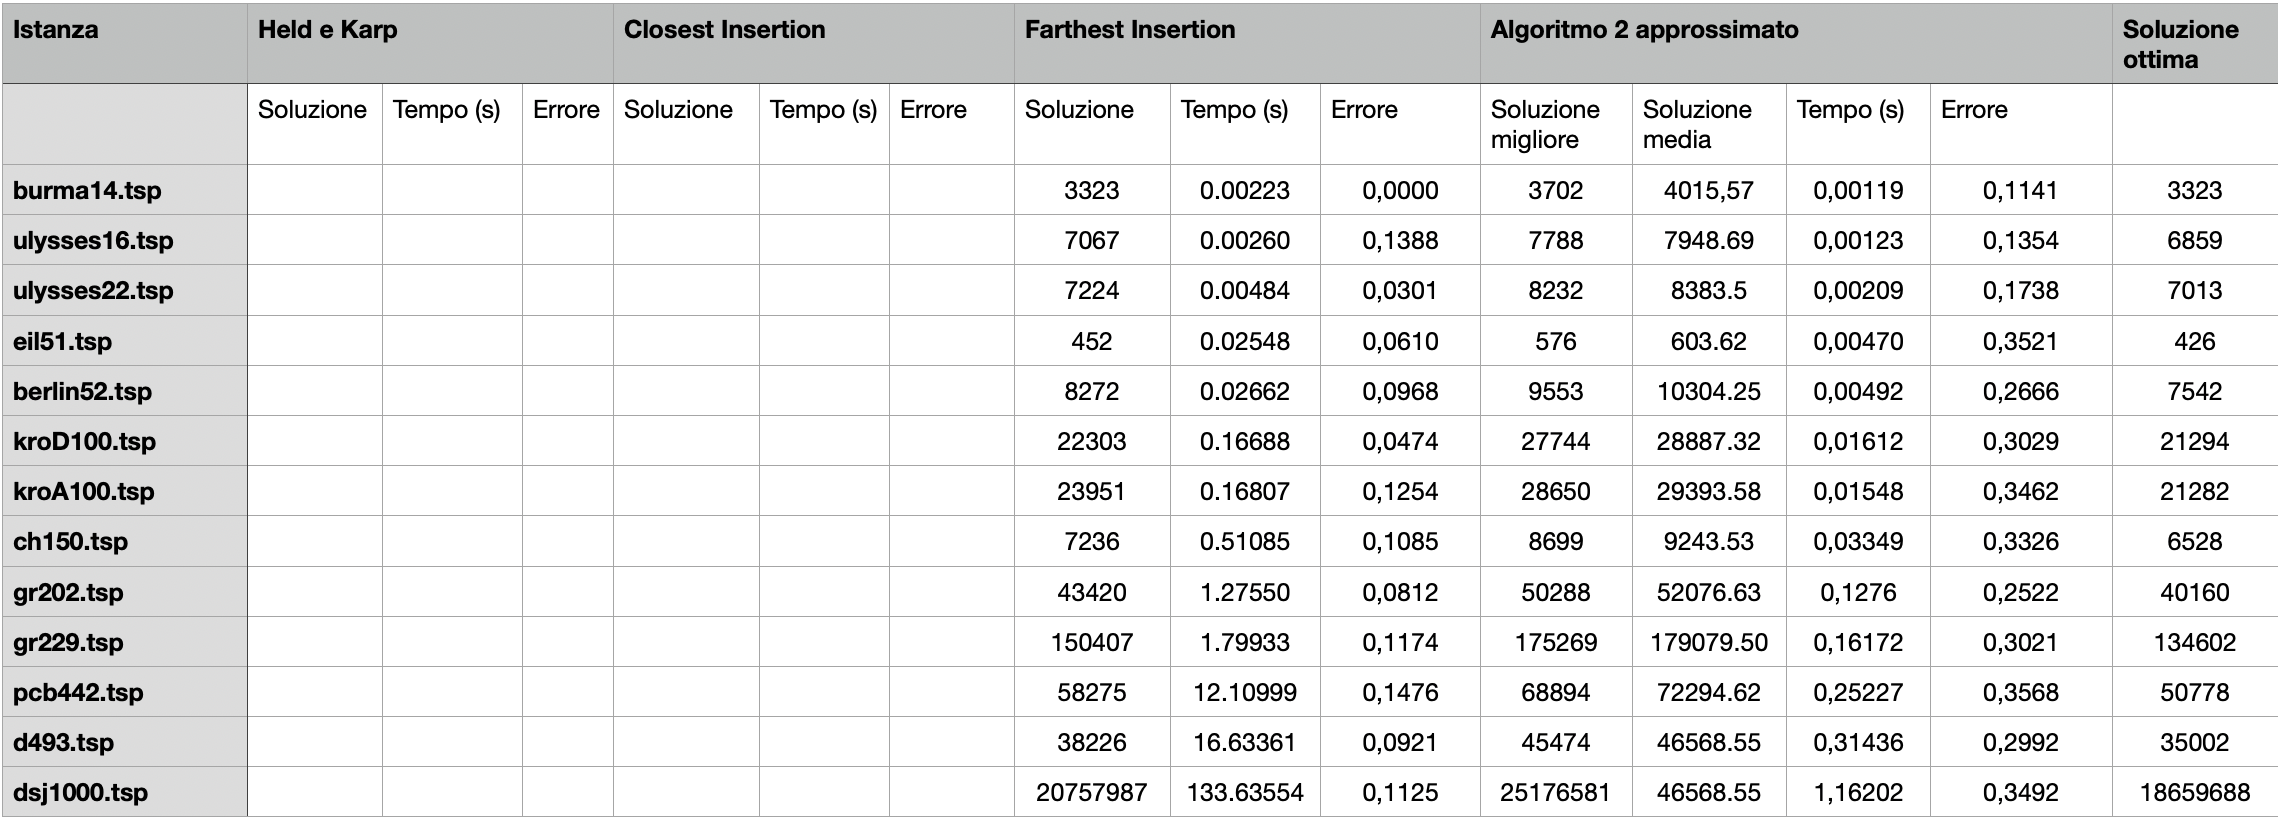 Istanza Held e Karp Closest Insertion Farthest Insertion Algoritmo 2 approssimato Soluzione
ottima
Soluzione Tempo (s) Errore Soluzione Tempo (s) Errore Soluzione Tempo (s) Errore Soluzione Soluzione Tempo (s) Errore
migliore media
burma14.tsp 3323 0.00223 0,0000 3702 4015,57 0,00119 0,1141 3323
ulysses16.tsp 7067 0.00260 0,1388 7788 7948.69 0,00123 0,1354 6859
ulysses22.tsp 7224 0.00484 0,0301 8232 8383.5 0,00209 0,1738 7013
eil51.tsp 452 0.02548 0,0610 576 603.62 0,00470 0,3521 426
berlin52.tsp 8272 0.02662 0,0968 9553 10304.25 0,00492 0,2666 7542
kroD100.tsp 22303 0.16688 0,0474 27744 28887.32 0,01612 0,3029 21294
kroA100.tsp 23951 0.16807 0,1254 28650 29393.58 0,01548 0,3462 21282
ch150.tsp 7236 0.51085 0,1085 8699 9243.53 0,03349 0,3326 6528
gr202.tsp 43420 1.27550 0,0812 50288 52076.63 0,1276 0,2522 40160
gr229.tsp 150407 1.79933 0,1174 175269 179079.50 0,16172 0,3021 134602
pcb442.tsp 58275 12.10999 0,1476 68894 72294.62 0,25227 0,3568 50778
d493.tsp 38226 16.63361 0,0921 45474 46568.55 0,31436 0,2992 35002
dsj1000.tsp 20757987 133.63554 0,1125 25176581 46568.55 1,16202 0,3492 18659688